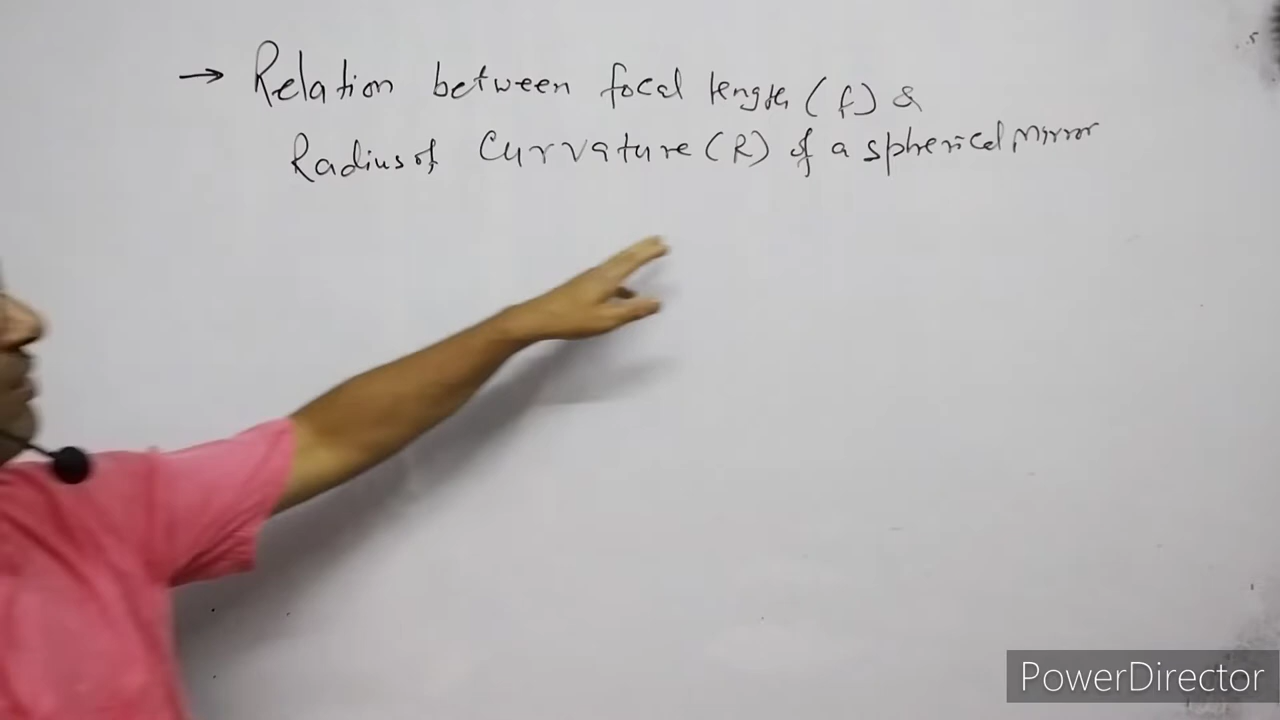 → Relation between focal length (f) &
Radius of Curvature (R) of a spherical Mirror
PowerDirector